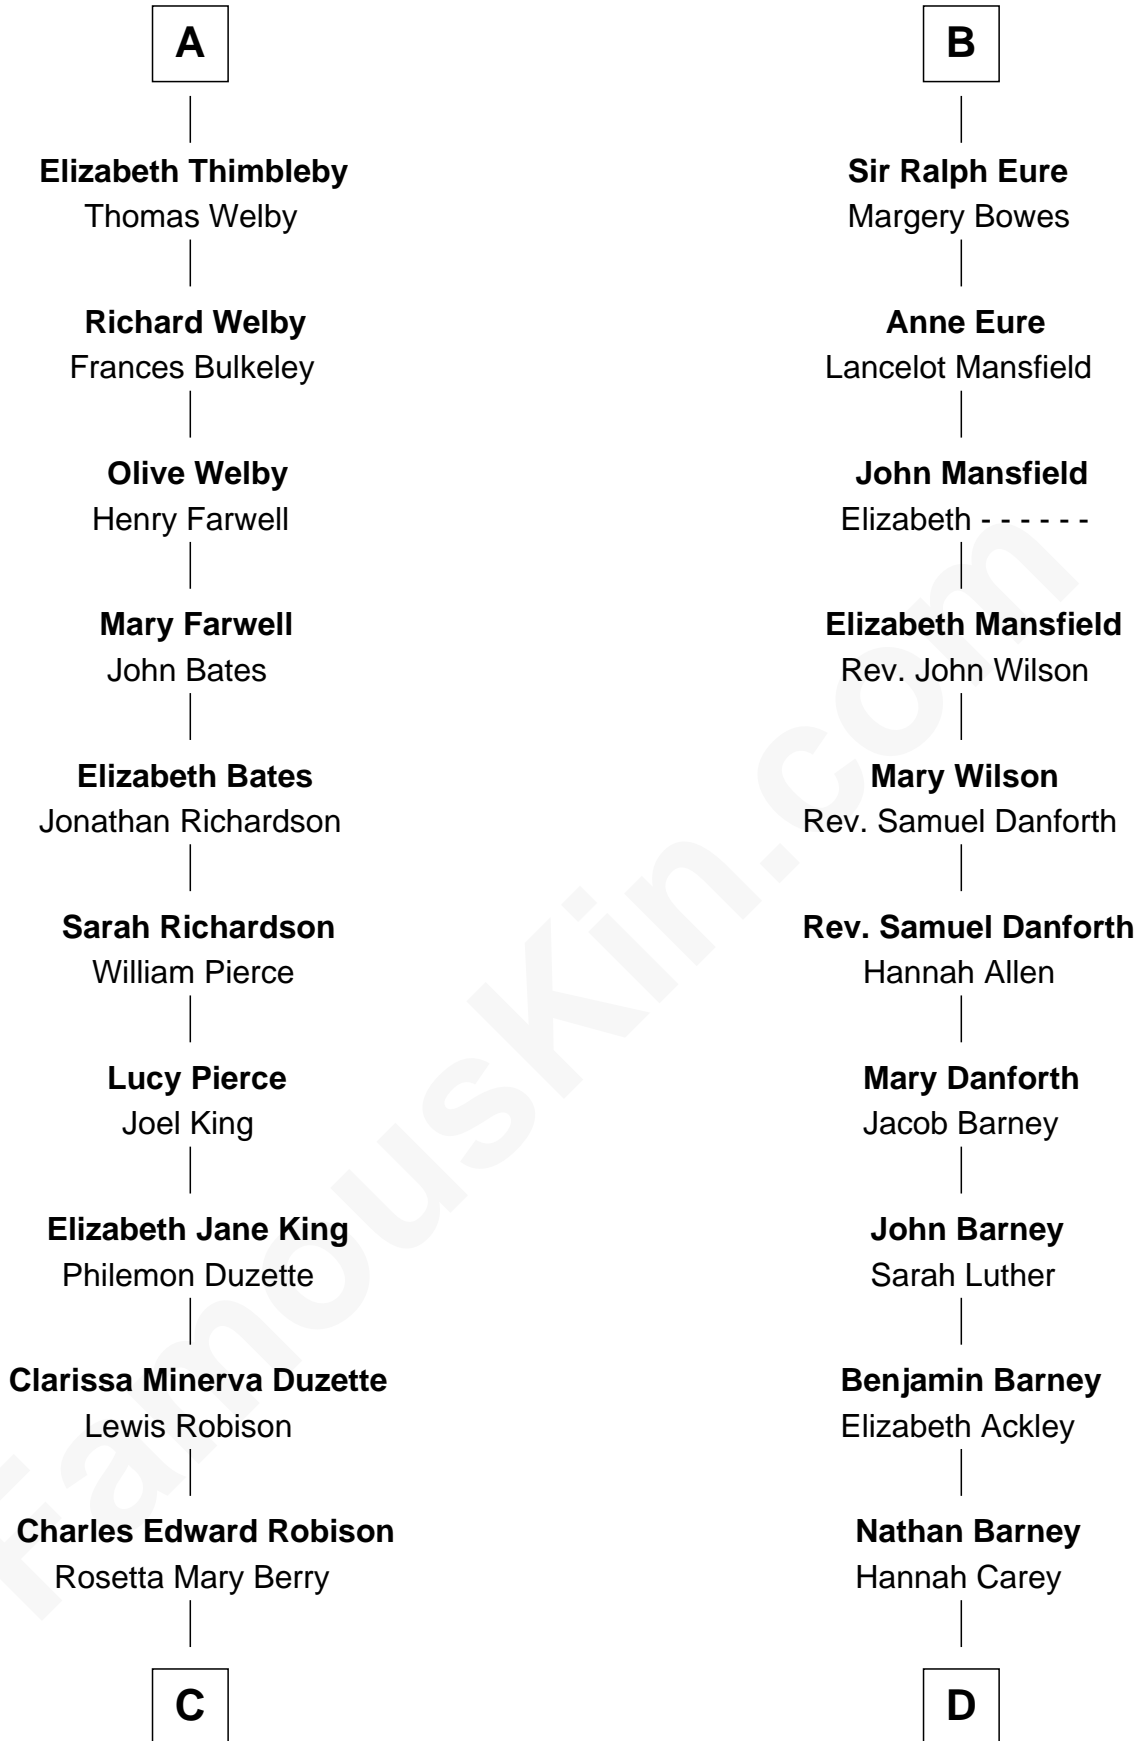 A
Elizabeth Thimbleby
Thomas Welby
Richard Welby
Frances Bulkeley
Olive Welby
Henry Farwell
Mary Farwell
John Bates
Elizabeth Bates
Jonathan Richardson
Sarah Richardson
William Pierce
Lucy Pierce
Joel King
Elizabeth Jane King
Philemon Duzette
Clarissa Minerva Duzette
Lewis Robison
Charles Edward Robison
Rosetta Mary Berry
C
B
Sir Ralph Eure
Margery Bowes
Anne Eure
Lancelot Mansfield
John Mansfield
Elizabeth - - - - - -
Elizabeth Mansfield
Rev. John Wilson
Mary Wilson
Rev. Samuel Danforth
Rev. Samuel Danforth
Hannah Allen
Mary Danforth
Jacob Barney
John Barney
Sarah Luther
Benjamin Barney
Elizabeth Ackley
Nathan Barney
Hannah Carey
D
FamousKin.com